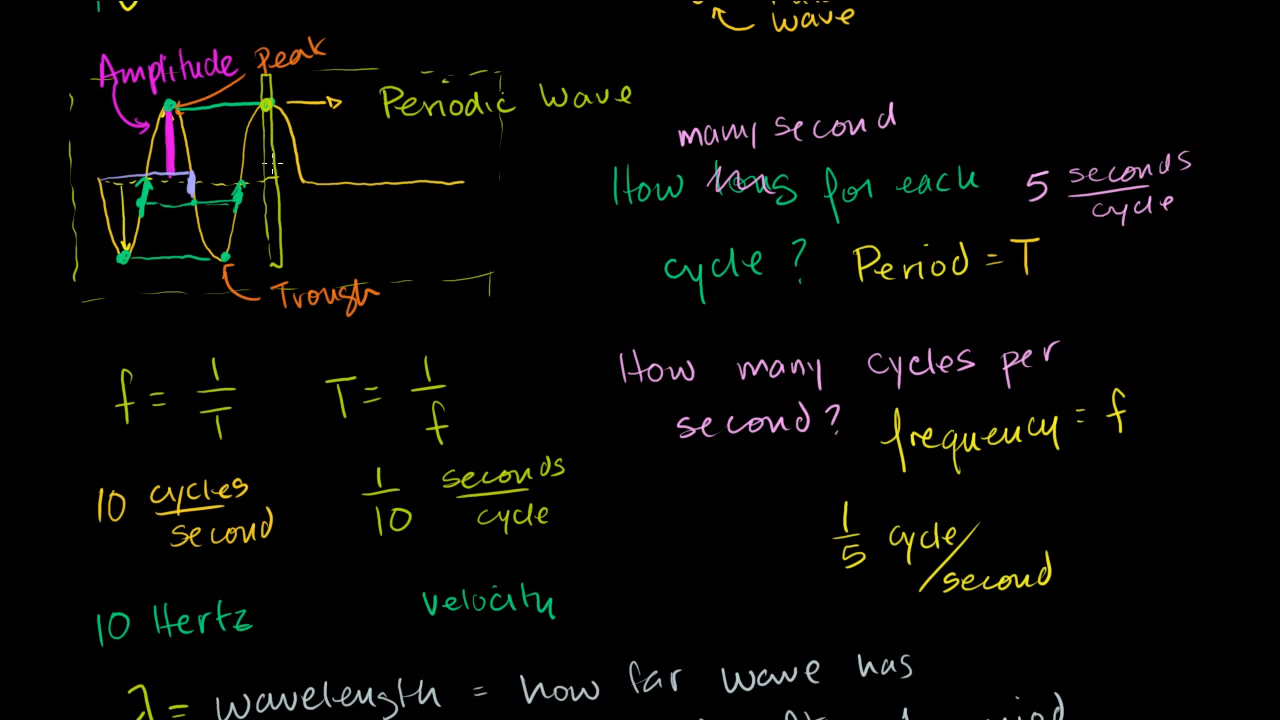 wave
Amplitude
Peak
Periodic wave
Trough
many second
How long for each
cycle? Period = T
5 seconds
cycle
How many cycles per
second? frequency = f
1
5 cycle/second
f = 1
T
T = 1
f
10 cycles
second
1
10 seconds
cycle
10 Hertz
velocity
λ = wavelength = how far wave has